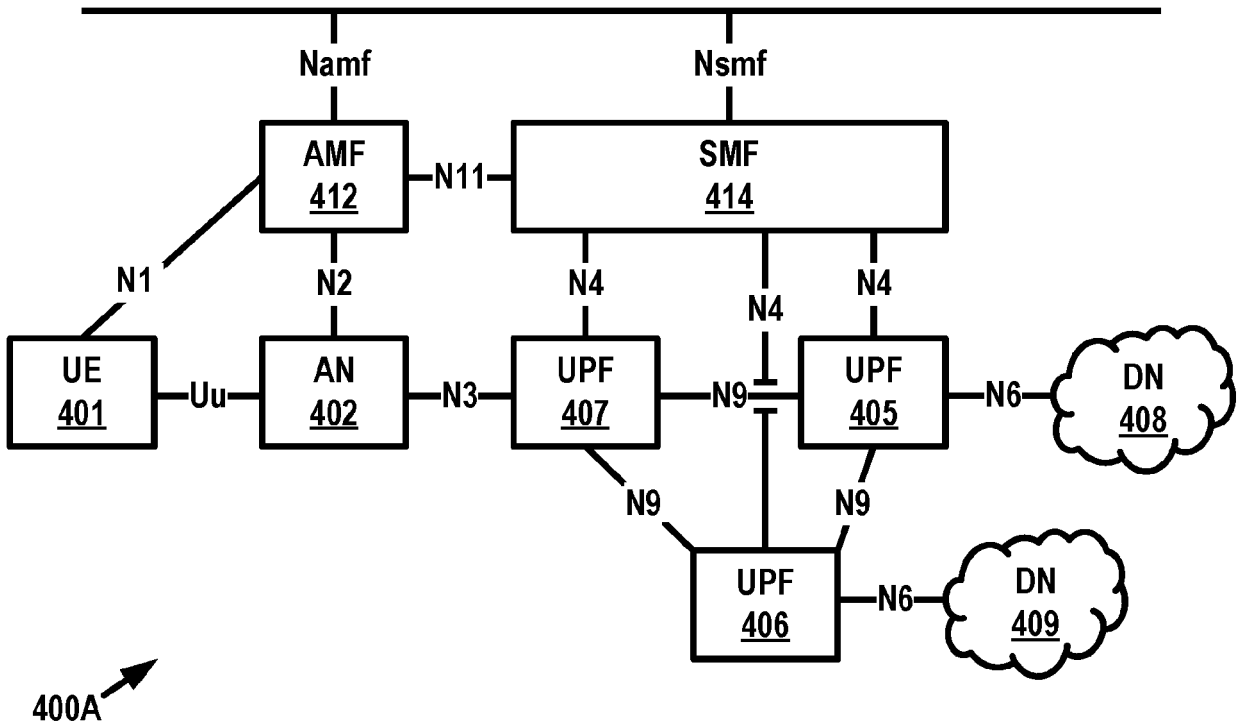 Namf
Nsmf
AMF
412
N11
SMF
414
N1
N2
N4
N4
N4
UE
401
Uu
AN
402
N3
UPF
407
N9
UPF
405
N6
DN
408
N9
N9
UPF
406
N6
DN
409
400A